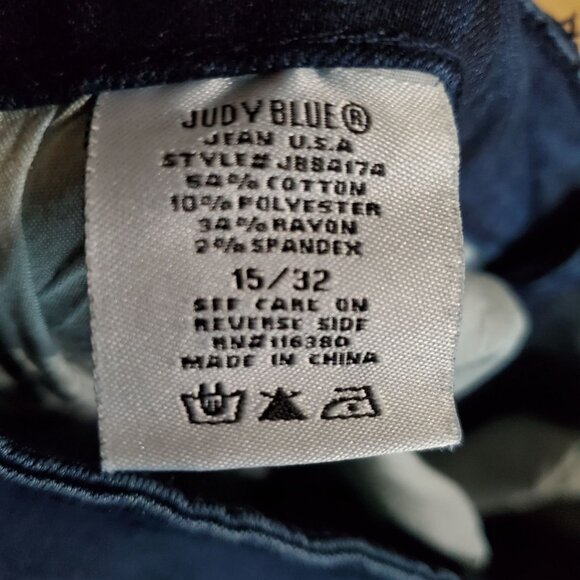 JUDY BLUE®
JEAN U.S.A
STYLE# JB84174
54% COTTON
10% POLYESTER
34% RAYON
2% SPANDEX
15/32
SEE CARE ON
REVERSE SIDE
RN#116380
MADE IN CHINA